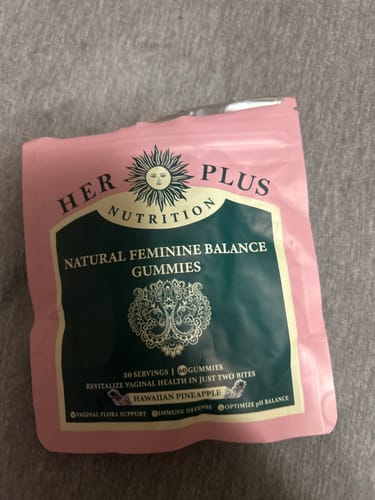 HER PLUS
NUTRITION
NATURAL FEMININE BALANCE
GUMMIES
30 SERVINGS | 60 GUMMIES
REVITALIZE VAGINAL HEALTH IN JUST TWO BITES
HAWAIIAN PINEAPPLE
VAGINAL FLORA SUPPORT IMMUNE DEFENSE OPTIMIZE pH BALANCE